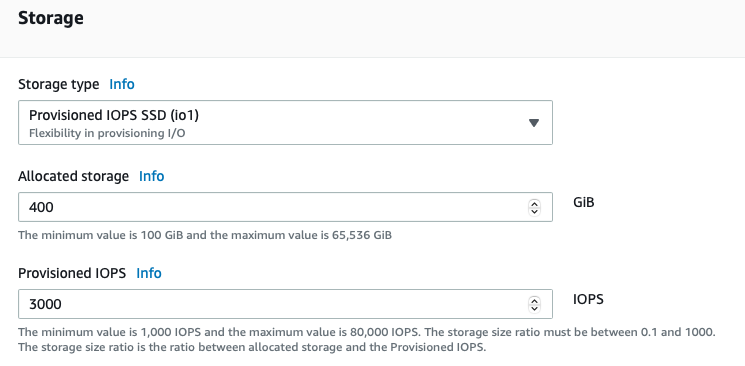 Storage
Storage type Info
Provisioned IOPS SSD (io1)
Flexibility in provisioning I/O
Allocated storage Info
400 GiB
The minimum value is 100 GiB and the maximum value is 65,536 GiB
Provisioned IOPS Info
3000 IOPS
The minimum value is 1,000 IOPS and the maximum value is 80,000 IOPS. The storage size ratio must be between 0.1 and 1000.
The storage size ratio is the ratio between allocated storage and the Provisioned IOPS.